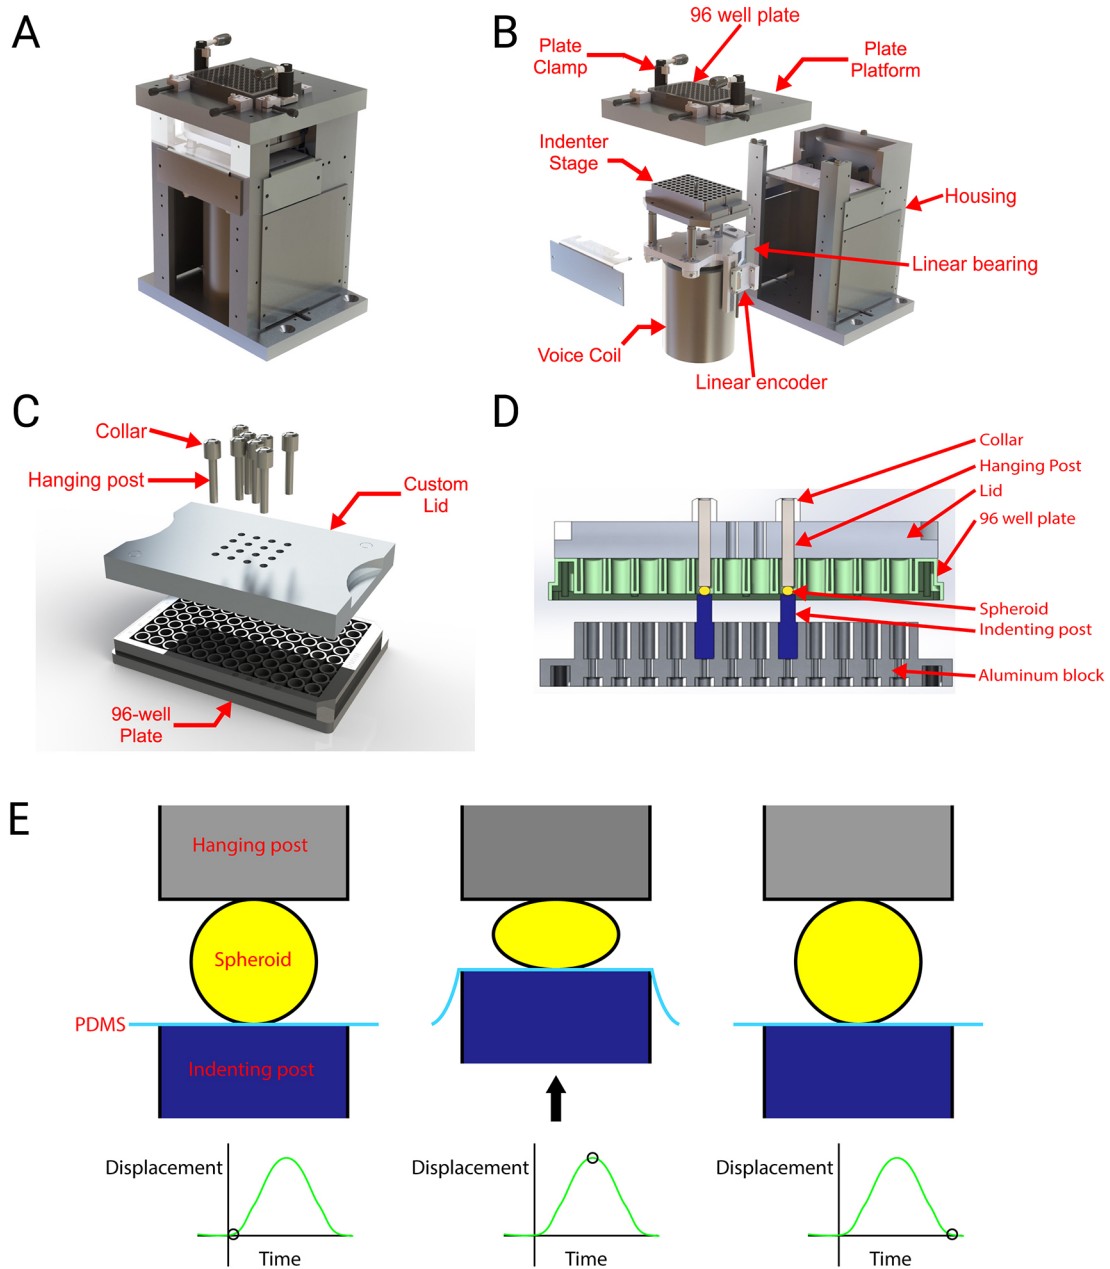 A
B
96 well plate
Plate
Clamp
Plate
Platform
Indenter
Stage
Housing
Linear bearing
Voice Coil
Linear encoder
C
Collar
Hanging post
Custom
Lid
96-well
Plate
D
Collar
Hanging Post
Lid
96 well plate
Spheroid
Indenting post
Aluminum block
E
Hanging post
Spheroid
PDMS
Indenting post
Displacement
Time
Displacement
Time
Displacement
Time